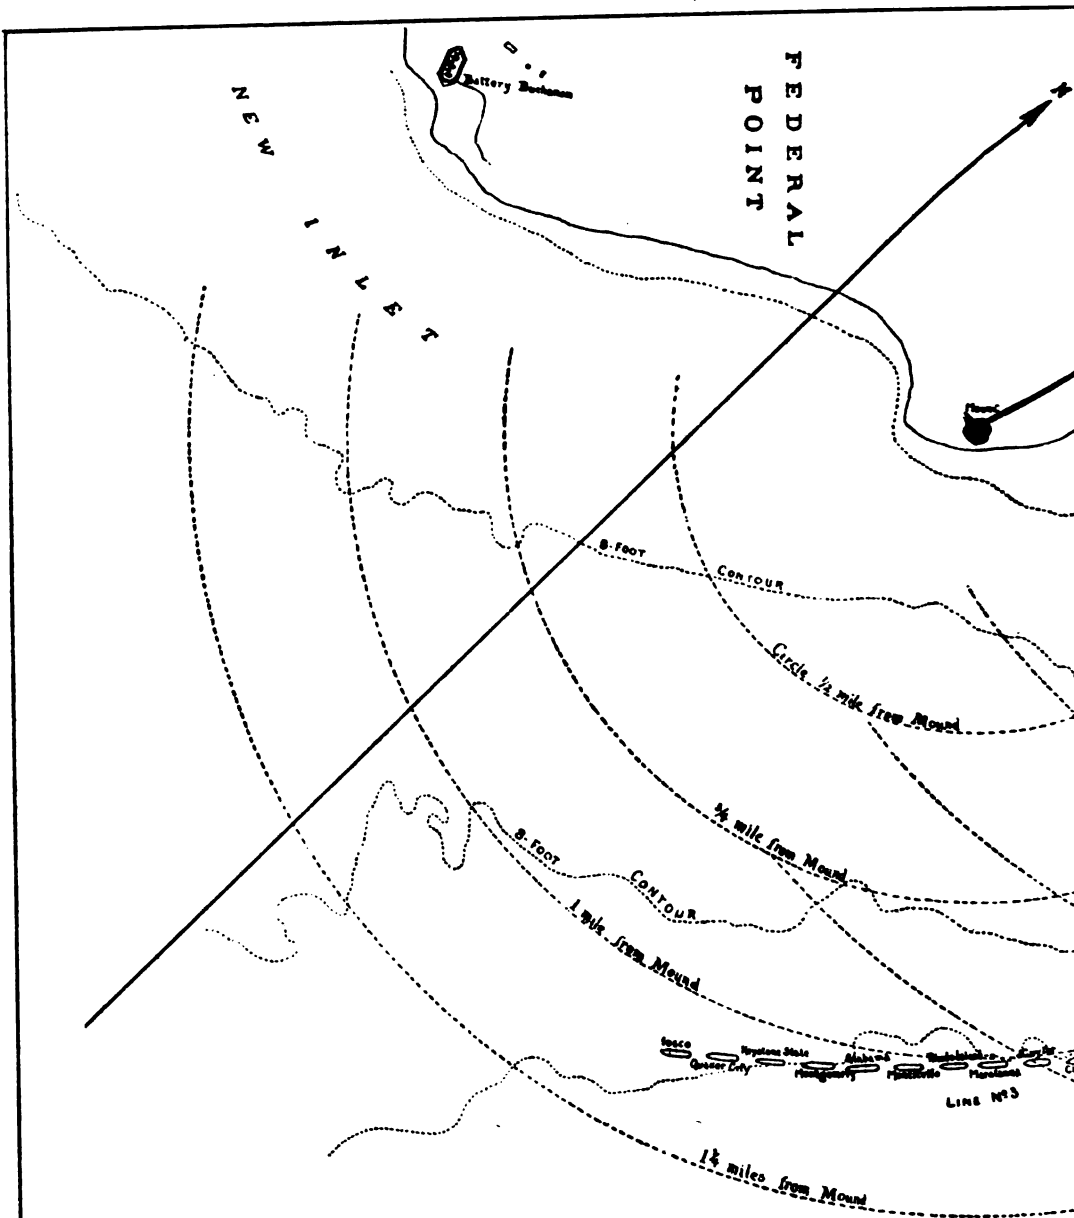 FEDERAL
POINT
N
Battery Buchanan
NEW
INLET
Mound
8-FOOT
CONTOUR
Circle ½ mile from Mound
¾ mile from Mound
8-FOOT
CONTOUR
1 mile from Mound
Iosco
Keystone State
Alabama
Quaker City
Montgomery
LINE Nº3
1¼ miles from Mound